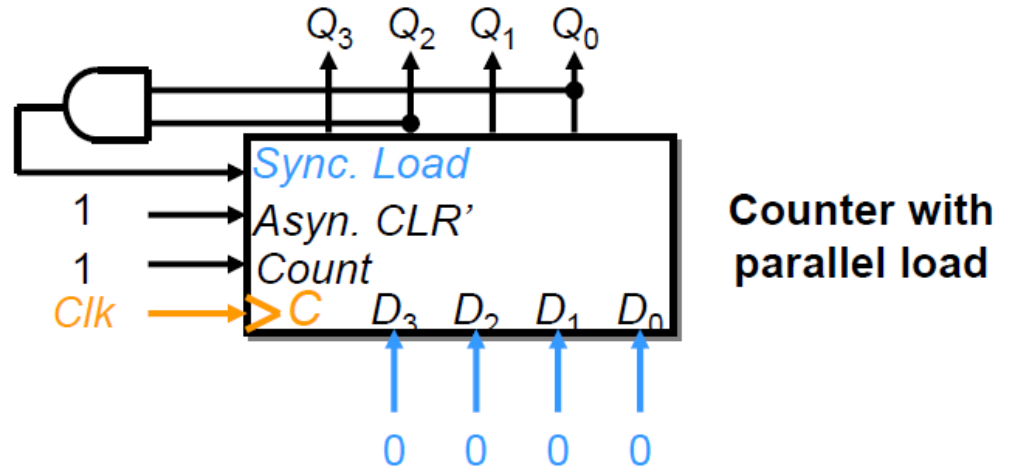 Q3 Q2 Q1 Q0
Sync. Load
1 Asyn. CLR’
1 Count
Clk C D3 D2 D1 D0
0 0 0 0
Counter with
parallel load